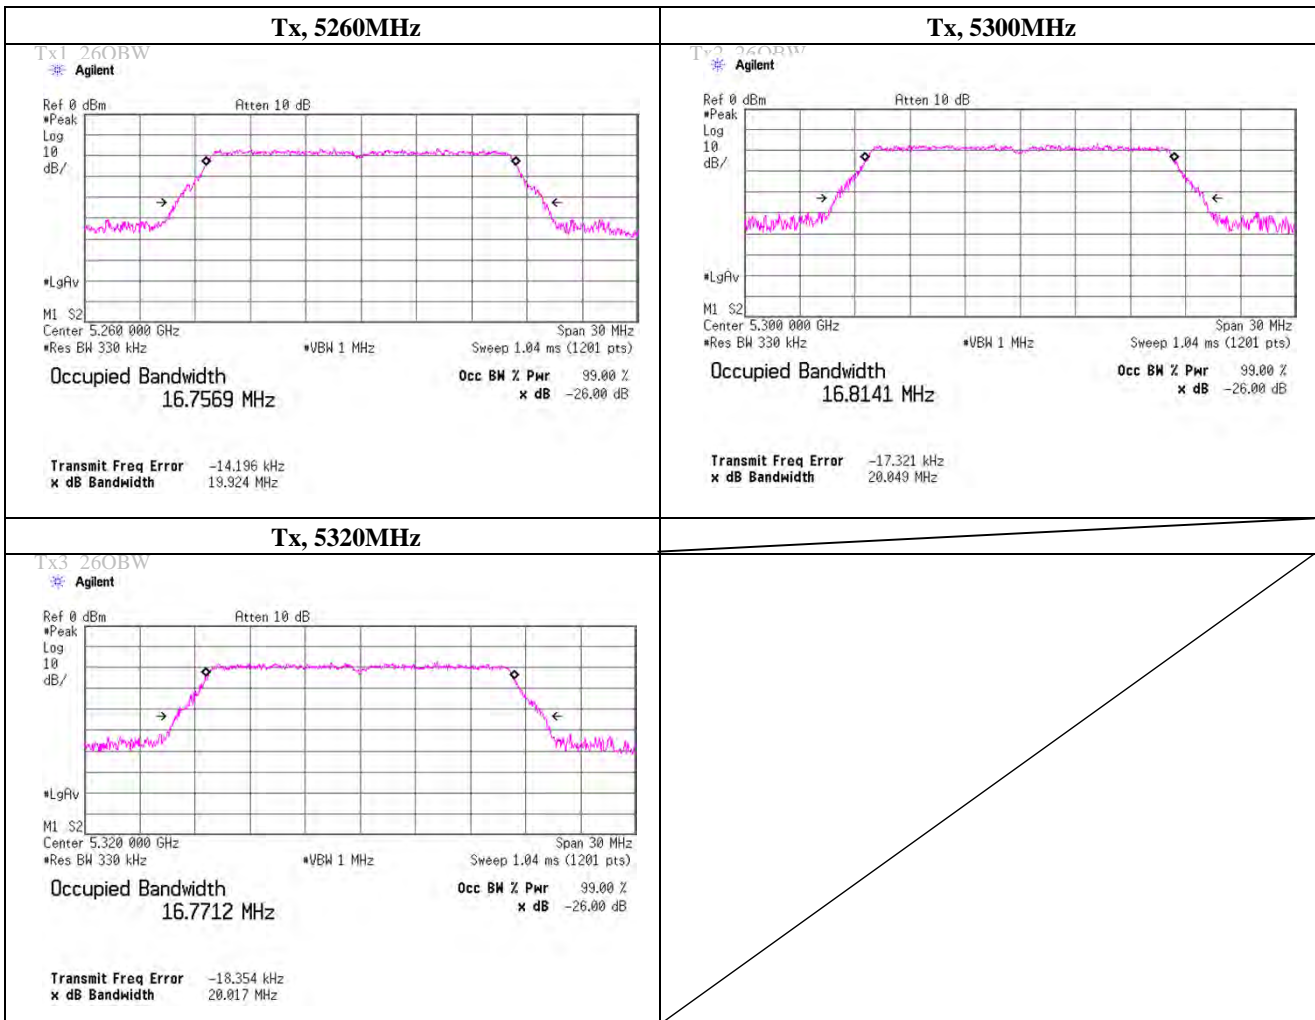 Tx, 5260MHz
Tx1 26OBW
Agilent
Ref 0 dBm Atten 10 dB
#Peak
Log
10
dB/
#LgAv
M1 S2
Center 5.260 000 GHz Span 30 MHz
#Res BW 330 kHz #VBW 1 MHz Sweep 1.04 ms (1201 pts)
Occupied Bandwidth Occ BW % Pwr 99.00 %
16.7569 MHz x dB -26.00 dB
Transmit Freq Error -14.196 kHz
x dB Bandwidth 19.924 MHz
Tx, 5300MHz
Tx2 26OBW
Agilent
Ref 0 dBm Atten 10 dB
#Peak
Log
10
dB/
#LgAv
M1 S2
Center 5.300 000 GHz Span 30 MHz
#Res BW 330 kHz #VBW 1 MHz Sweep 1.04 ms (1201 pts)
Occupied Bandwidth Occ BW % Pwr 99.00 %
16.8141 MHz x dB -26.00 dB
Transmit Freq Error -17.321 kHz
x dB Bandwidth 20.049 MHz
Tx, 5320MHz
Tx3 26OBW
Agilent
Ref 0 dBm Atten 10 dB
#Peak
Log
10
dB/
#LgAv
M1 S2
Center 5.320 000 GHz Span 30 MHz
#Res BW 330 kHz #VBW 1 MHz Sweep 1.04 ms (1201 pts)
Occupied Bandwidth Occ BW % Pwr 99.00 %
16.7712 MHz x dB -26.00 dB
Transmit Freq Error -18.354 kHz
x dB Bandwidth 20.017 MHz